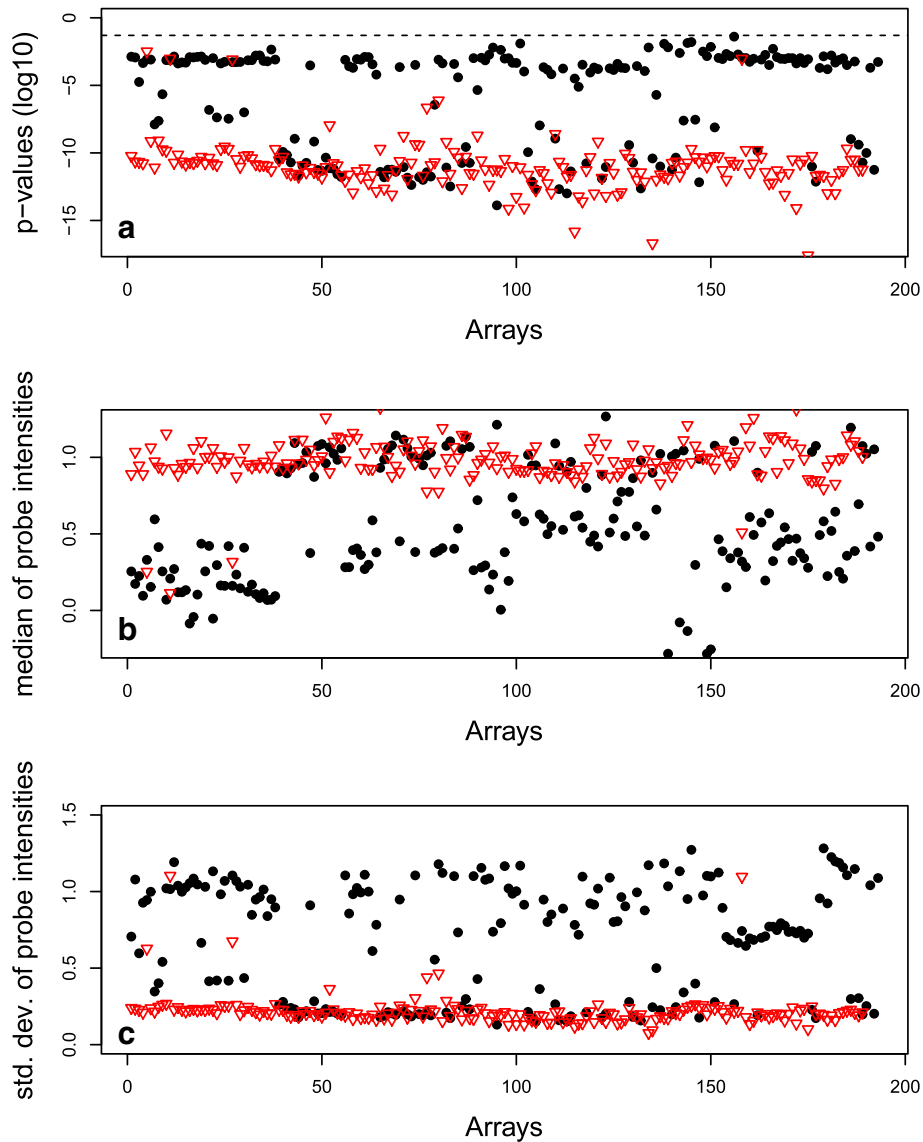 p−values (log10)
0
−5
−10
−15
a
0 50 100 150 200
Arrays
median of probe intensities
1.0
0.5
0.0
b
0 50 100 150 200
Arrays
std. dev. of probe intensities
1.5
1.0
0.5
0.0
c
0 50 100 150 200
Arrays